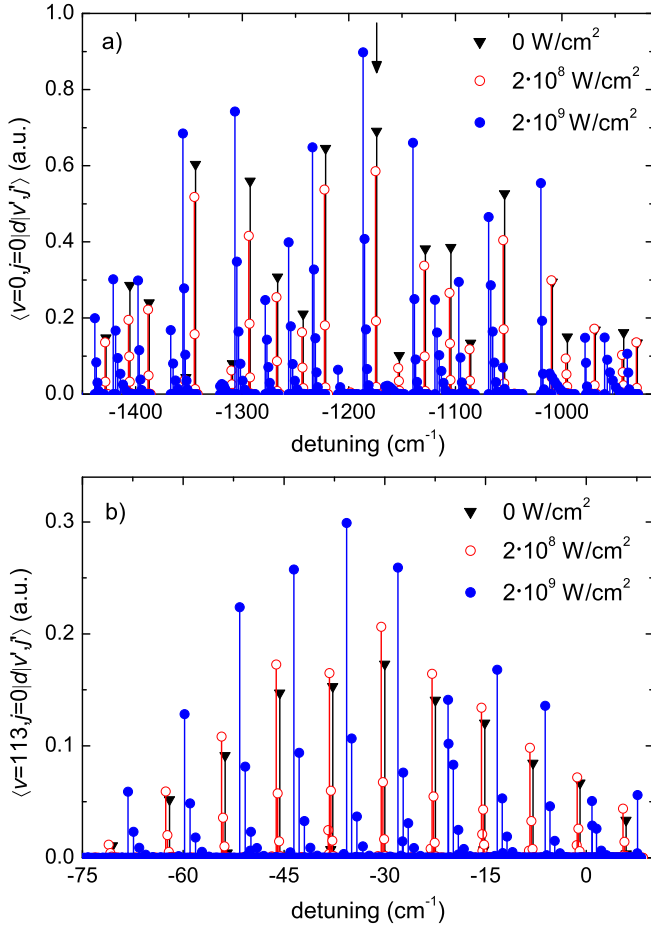 1.0
0.8
0.6
0.4
0.2
0.0
⟨v=0,j=0|d|v',j'⟩ (a.u.)
a)
0 W/cm²
2·10⁸ W/cm²
2·10⁹ W/cm²
-1400 -1300 -1200 -1100 -1000
detuning (cm⁻¹)
0.3
0.2
0.1
0.0
⟨v=113,j=0|d|v',j'⟩ (a.u.)
b)
0 W/cm²
2·10⁸ W/cm²
2·10⁹ W/cm²
-75 -60 -45 -30 -15 0
detuning (cm⁻¹)